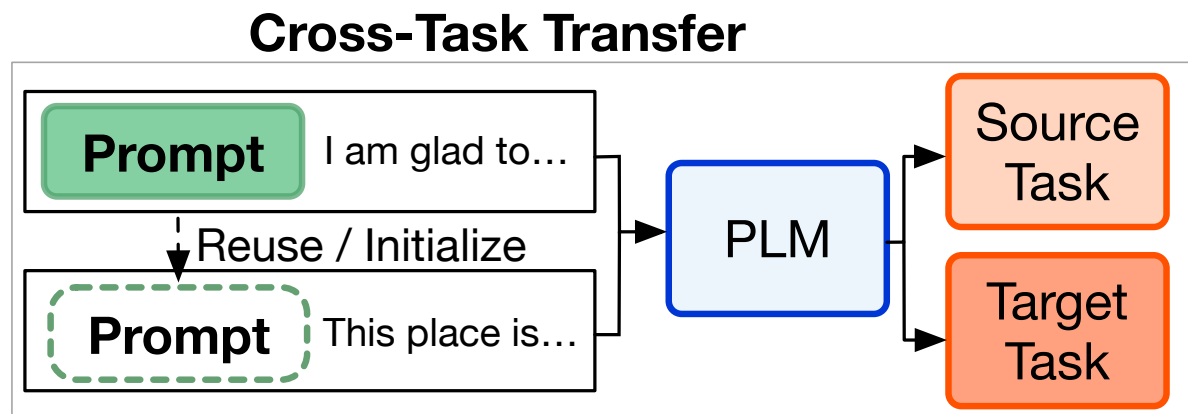 Cross-Task Transfer
Prompt I am glad to…
Reuse / Initialize
Prompt This place is…
PLM
Source
Task
Target
Task